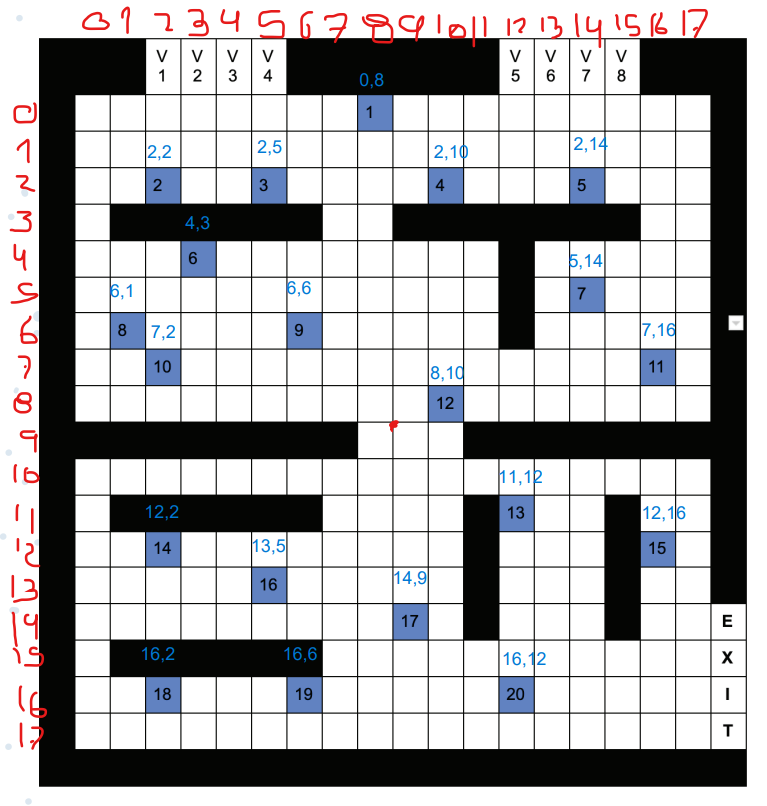 0 1 2 3 4 5 6 7 8 9 10 11 12 13 14 15 16 17
V V V V V V V V
1 2 3 4 5 6 7 8
0,8
0 1
1 2,2 2,5 2,10 2,14
2 2 3 4 5
3 4,3
4 6 5,14
5 6,1 6,6 7
6 8 7,2 9 7,16
7 10 8,10 11
8 12
9
10 11,12
11 12,2 13 12,16
12 14 13,5 15
13 16 14,9
14 17 E
15 16,2 16,6 16,12 X
16 18 19 20 I
17 T